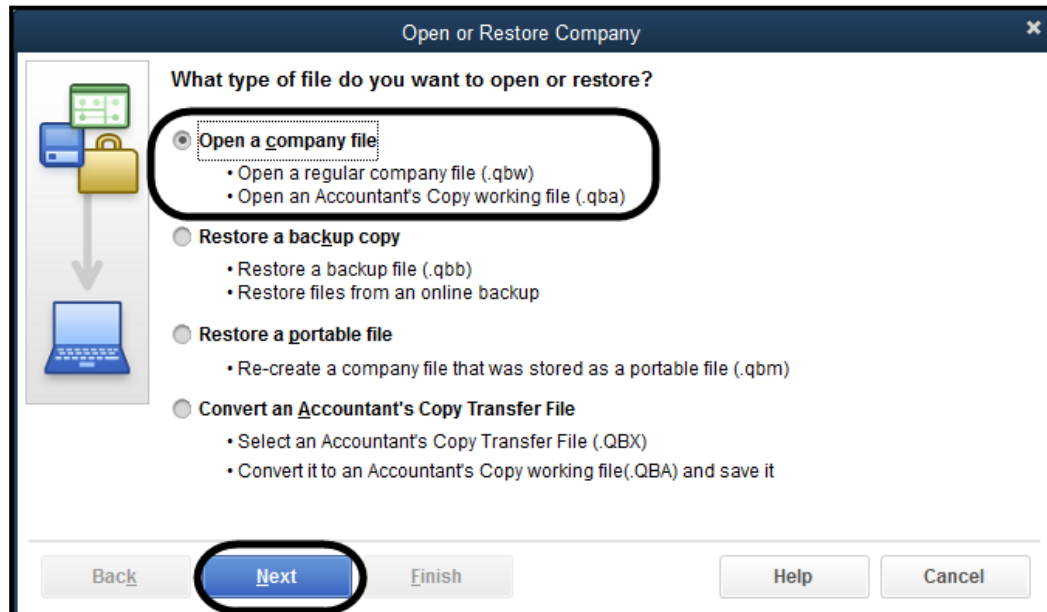 Open or Restore Company
What type of file do you want to open or restore?
Open a company file
• Open a regular company file (.qbw)
• Open an Accountant's Copy working file (.qba)
Restore a backup copy
• Restore a backup file (.qbb)
• Restore files from an online backup
Restore a portable file
• Re-create a company file that was stored as a portable file (.qbm)
Convert an Accountant's Copy Transfer File
• Select an Accountant's Copy Transfer File (.QBX)
• Convert it to an Accountant's Copy working file(.QBA) and save it
Back Next Finish Help Cancel